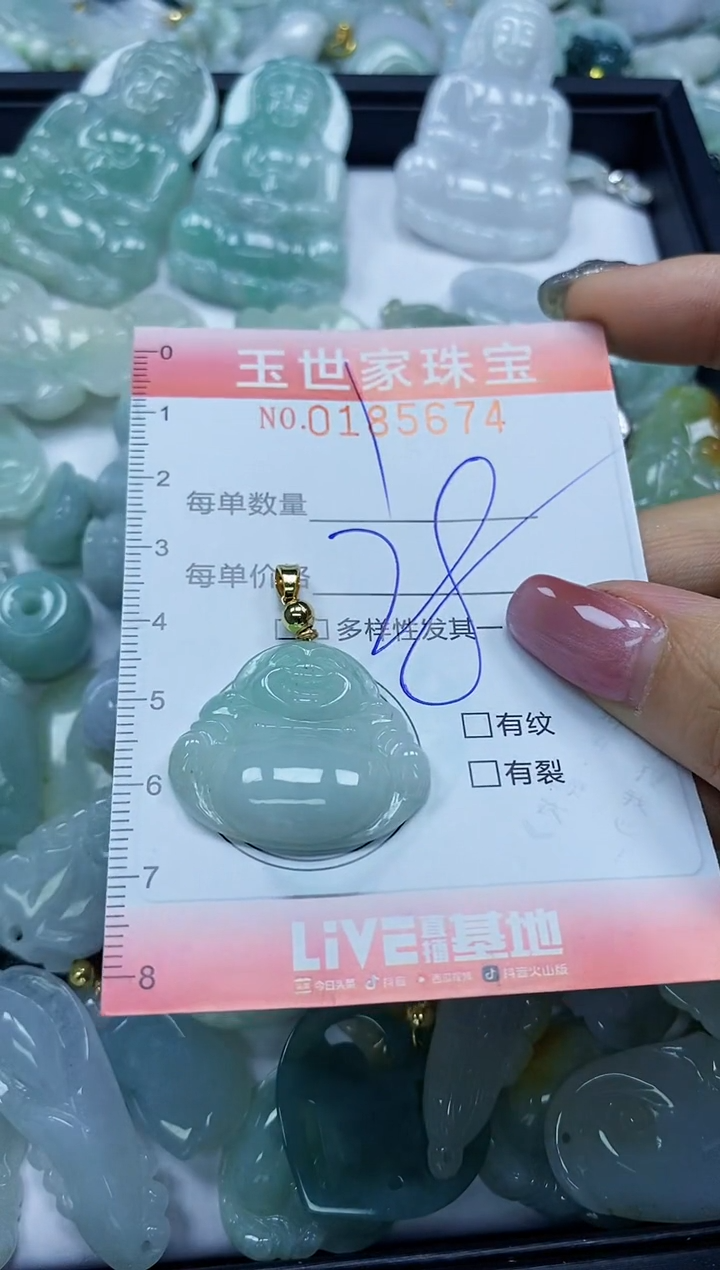 0
玉世家珠宝
1
NO.0185674
2
每单数量
3
每单价格
28
4
多样性发其一
5
有纹
6
有裂
7
LiVE直播基地
8
今日头条 抖音 西瓜视频 抖音火山版